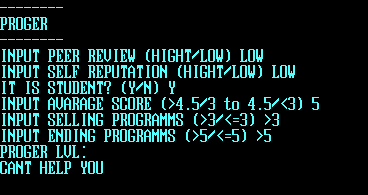 --------
PROGER
--------
INPUT PEER REVIEW (HIGHT/LOW) LOW
INPUT SELF REPUTATION (HIGHT/LOW) LOW
IT IS STUDENT? (Y/N) Y
INPUT AVARAGE SCORE (>4.5/3 to 4.5/<3) 5
INPUT SELLING PROGRAMMS (>3/<=3) >3
INPUT ENDING PROGRAMMS (>5/<=5) >5
PROGER LVL:
CANT HELP YOU